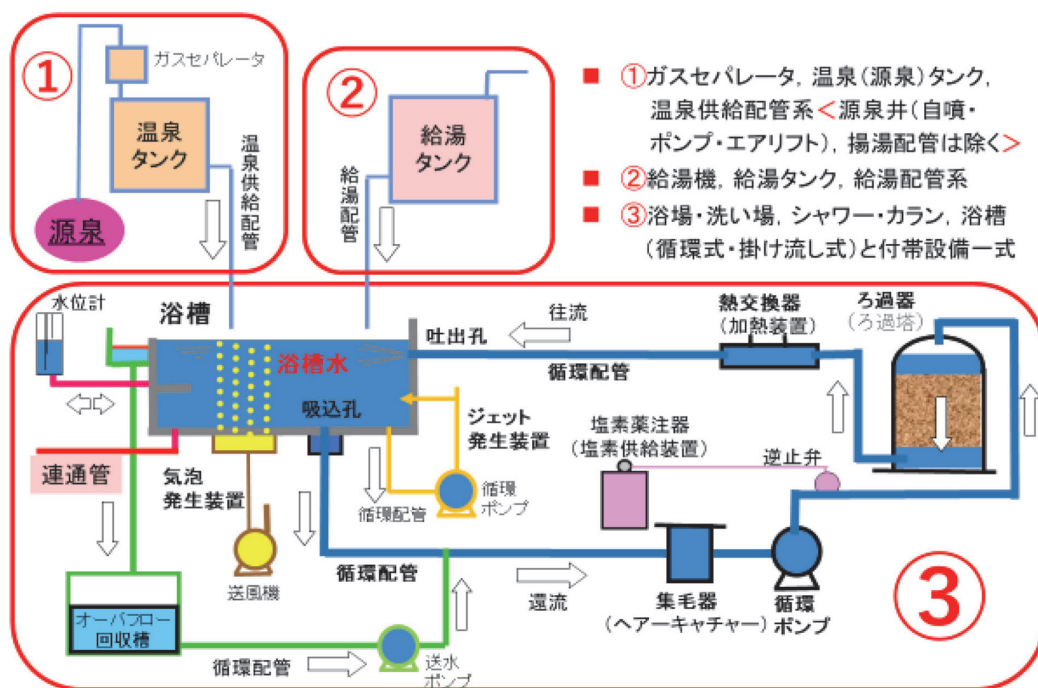 ①
ガスセパレータ
温泉
タンク
源泉
温泉供給配管
②
給湯
タンク
給湯配管
■ ①ガスセパレータ, 温泉(源泉)タンク,
温泉供給配管系<源泉井(自噴・
ポンプ・エアリフト), 揚湯配管は除く>
■ ②給湯機, 給湯タンク, 給湯配管系
■ ③浴場・洗い場, シャワー・カラン, 浴槽
(循環式・掛け流し式)と付帯設備一式
水位計
浴槽
浴槽水
吸込孔
吐出孔
往流
循環配管
熱交換器
(加熱装置)
ろ過器
(ろ過塔)
ジェット
発生装置
塩素薬注器
(塩素供給装置)
逆止弁
連通管
気泡
発生装置
循環配管
循環
ポンプ
送風機
循環配管
還流
集毛器
(ヘアーキャチャー)
循環
ポンプ
オーバフロー
回収槽
循環配管
送水
ポンプ
③